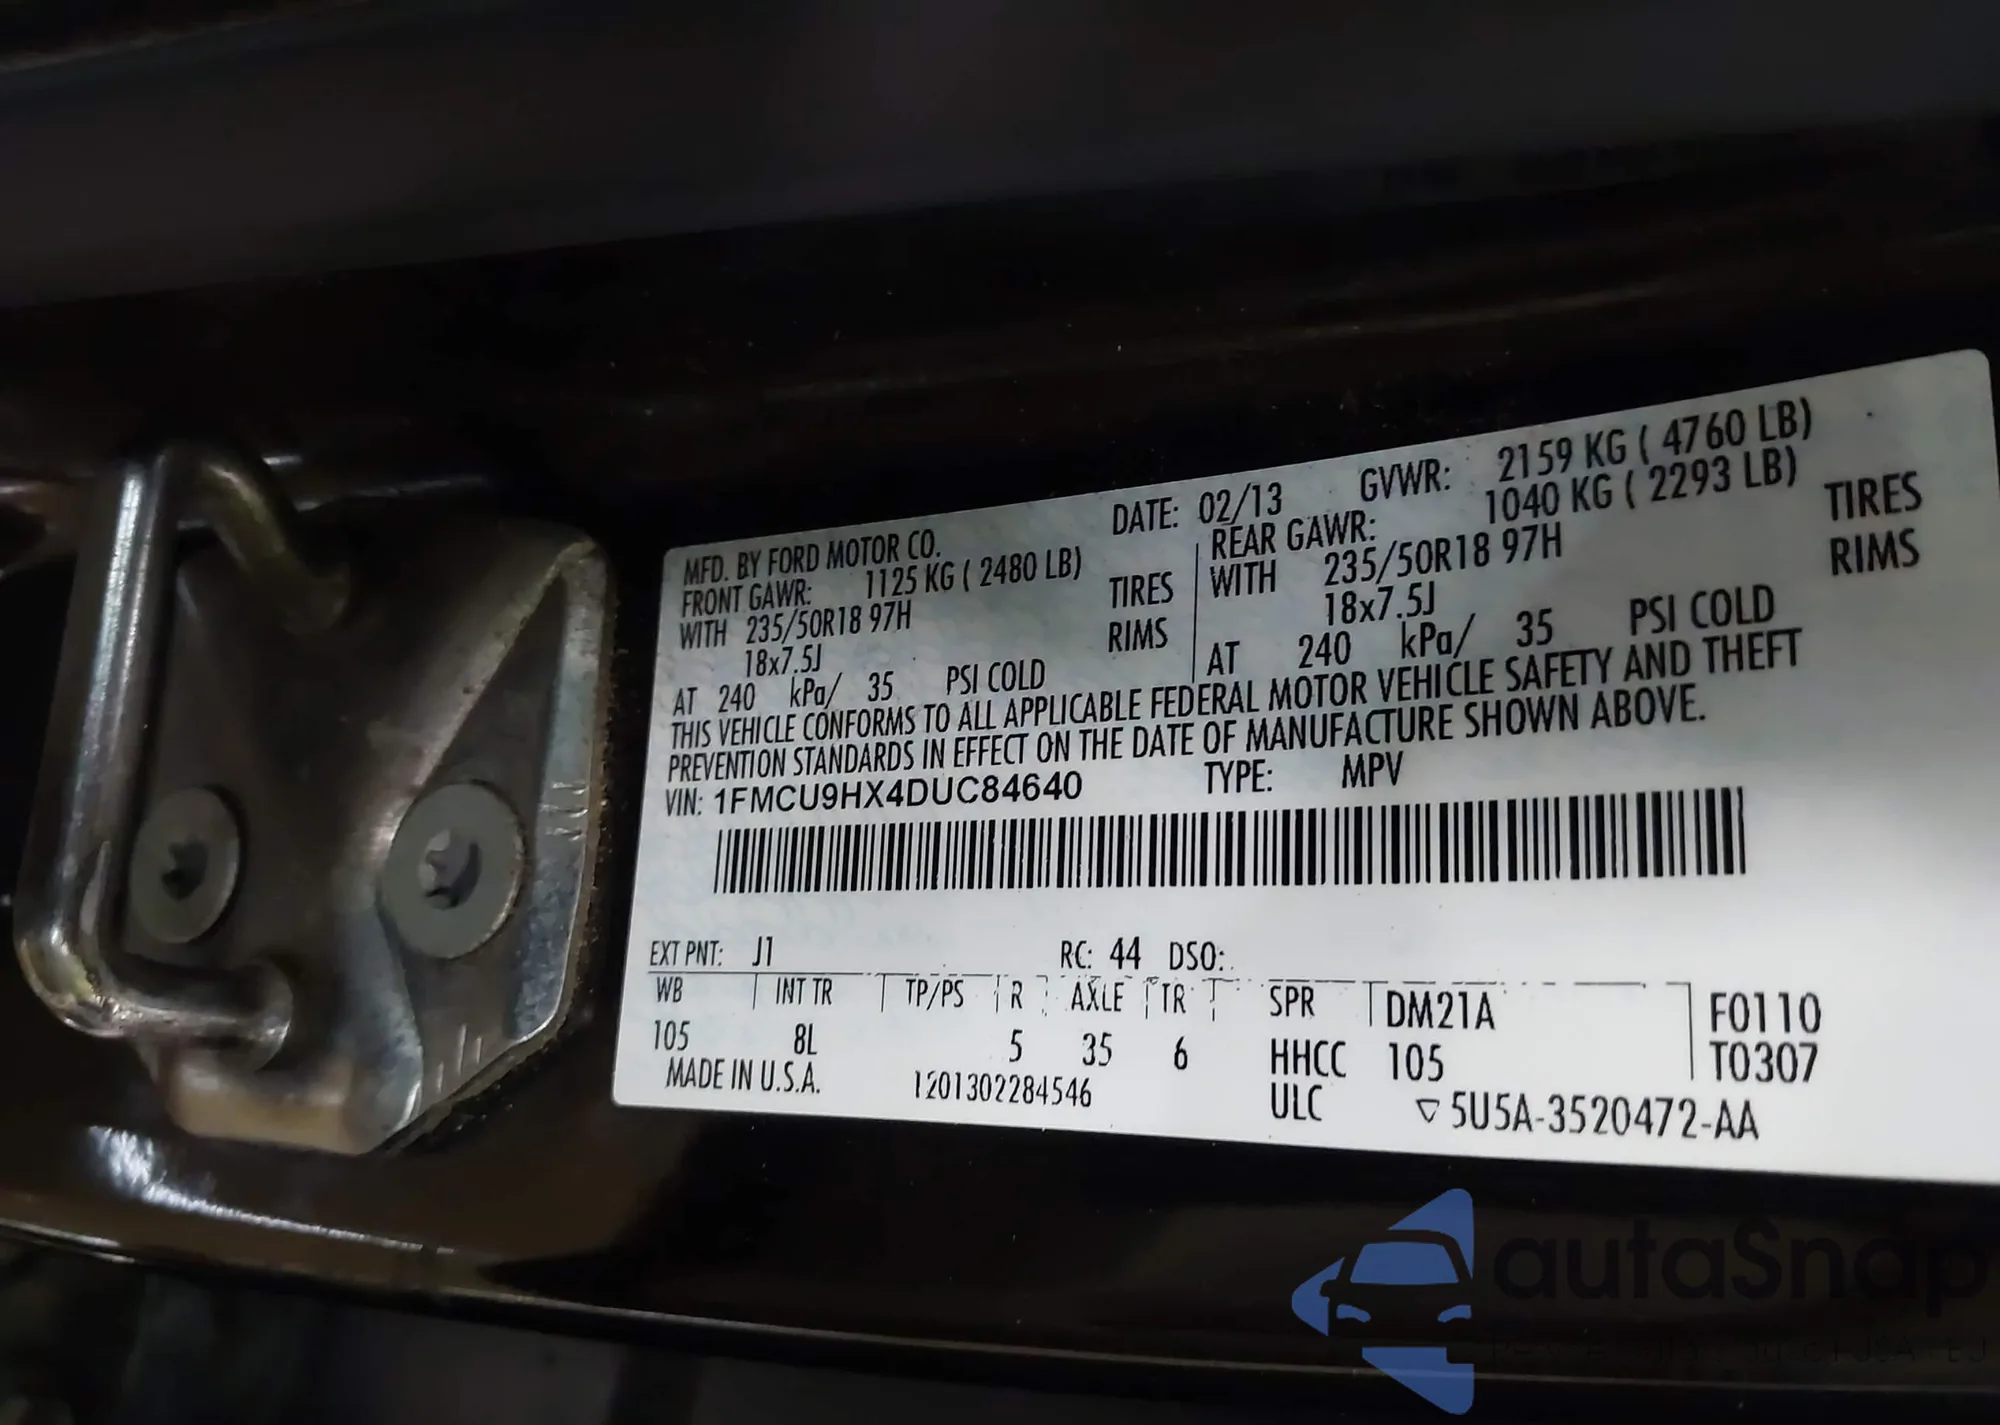 MFD. BY FORD MOTOR CO. DATE: 02/13 GVWR: 2159 KG ( 4760 LB)
FRONT GAWR: 1125 KG ( 2480 LB) REAR GAWR: 1040 KG ( 2293 LB)
WITH 235/50R18 97H TIRES WITH 235/50R18 97H TIRES
18x7.5J RIMS 18x7.5J RIMS
AT 240 kPa/ 35 PSI COLD AT 240 kPa/ 35 PSI COLD
THIS VEHICLE CONFORMS TO ALL APPLICABLE FEDERAL MOTOR VEHICLE SAFETY AND THEFT
PREVENTION STANDARDS IN EFFECT ON THE DATE OF MANUFACTURE SHOWN ABOVE.
VIN: 1FMCU9HX4DUC84640 TYPE: MPV
EXT PNT: J1 RC: 44 DSO:
WB INT TR TP/PS R AXLE TR SPR DM21A F0110
105 8L 5 35 6 HHCC 105 T0307
MADE IN U.S.A. 1201302284546 ULC ▽5U5A-3520472-AA
autaSnap